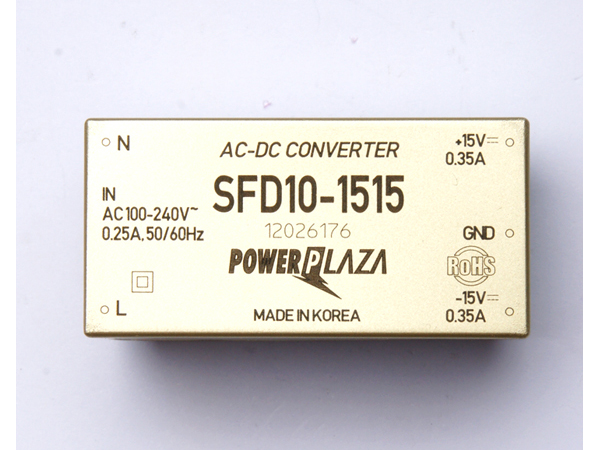 N
AC-DC CONVERTER
+15V⎓
0.35A
IN
AC100-240V~
0.25A, 50/60Hz
SFD10-1515
12026176
GND
POWERPLAZA
RoHS
L
MADE IN KOREA
-15V⎓
0.35A